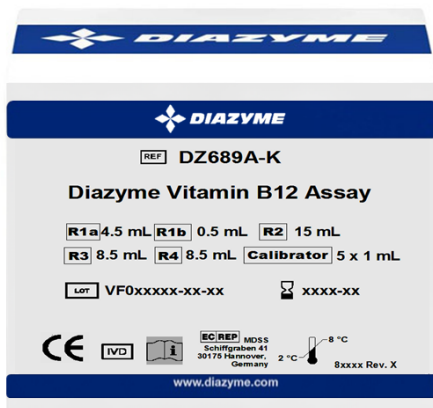 DIAZYME
DIAZYME
REF DZ689A-K
Diazyme Vitamin B12 Assay
R1a 4.5 mL R1b 0.5 mL R2 15 mL
R3 8.5 mL R4 8.5 mL Calibrator 5 x 1 mL
LOT VF0xxxxx-xx-xx xxxx-xx
CE IVD i EC REP MDSS
Schiffgraben 41
30175 Hannover,
Germany
2 °C 8 °C
8xxxx Rev. X
www.diazyme.com